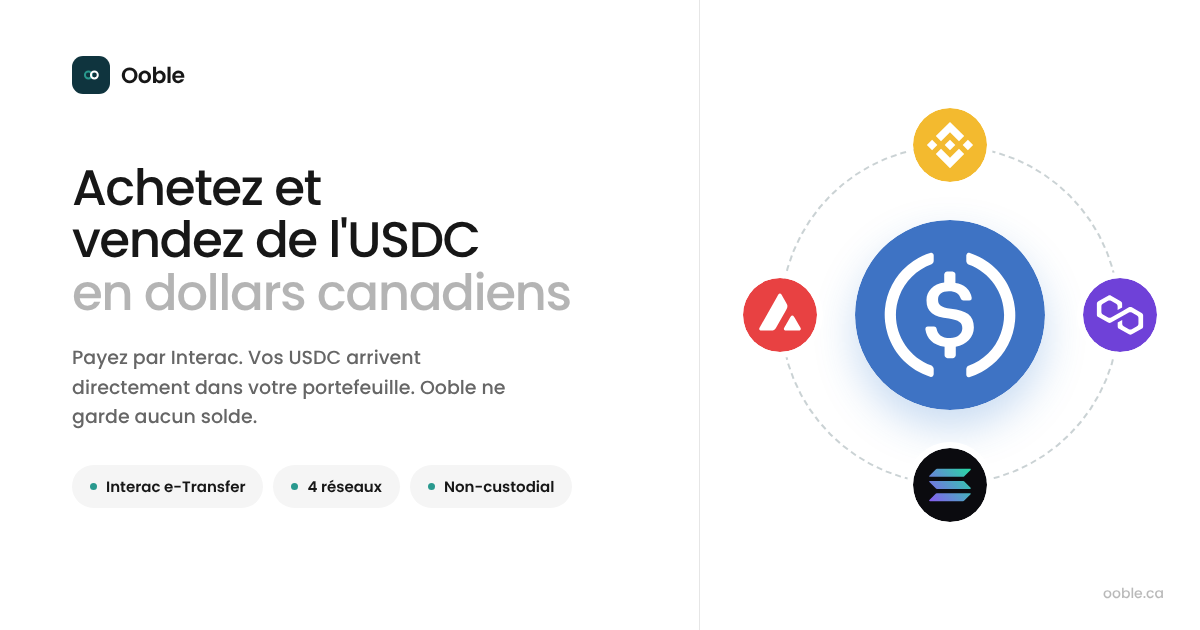 Ooble
Achetez et
vendez de l'USDC
en dollars canadiens
Payez par Interac. Vos USDC arrivent
directement dans votre portefeuille. Ooble ne
garde aucun solde.
Interac e-Transfer
4 réseaux
Non-custodial
$
ooble.ca